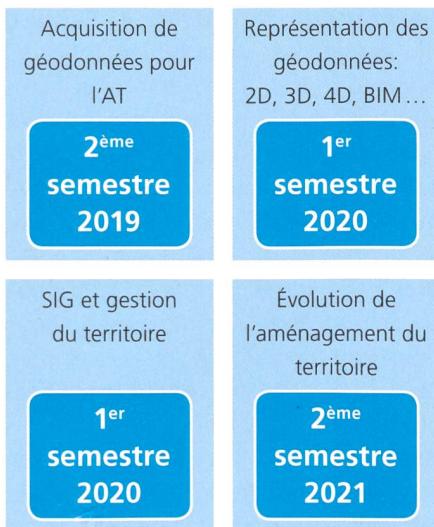 Acquisition de
géodonnées pour
l'AT
2ème
semestre
2019
Représentation des
géodonnées:
2D, 3D, 4D, BIM...
1er
semestre
2020
SIG et gestion
du territoire
1er
semestre
2020
Évolution de
l'aménagement du
territoire
2ème
semestre
2021